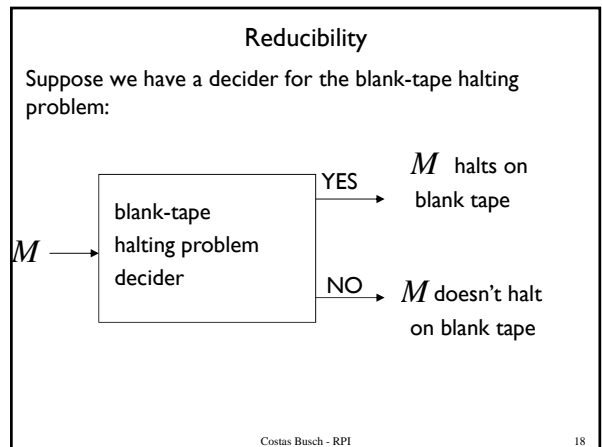 Reducibility
Suppose we have a decider for the blank-tape halting
problem:
M halts on
blank tape
YES
blank-tape
halting problem
decider
M
NO
M doesn't halt
on blank tape
Costas Busch - RPI
18